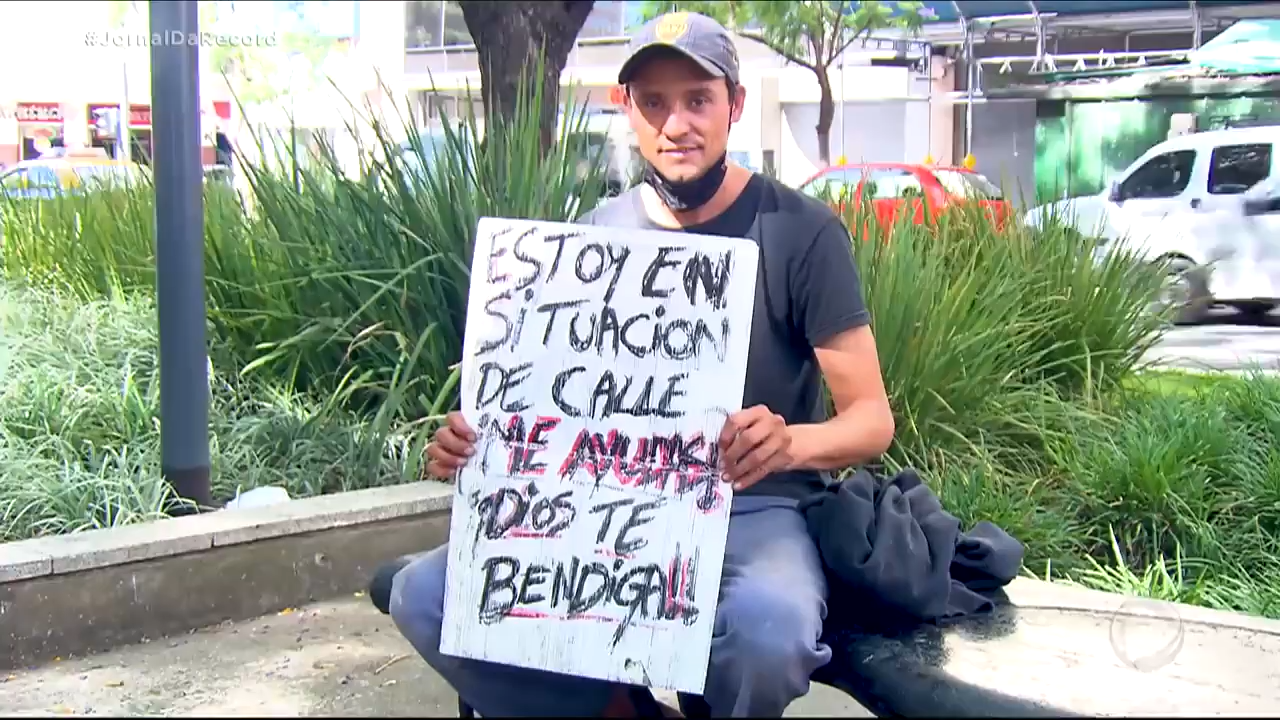 #JornalDaRecord
ESTOY EN
SITUACION
DE CALLE
ME AYUDAS
DIOS TE
BENDIGA!!